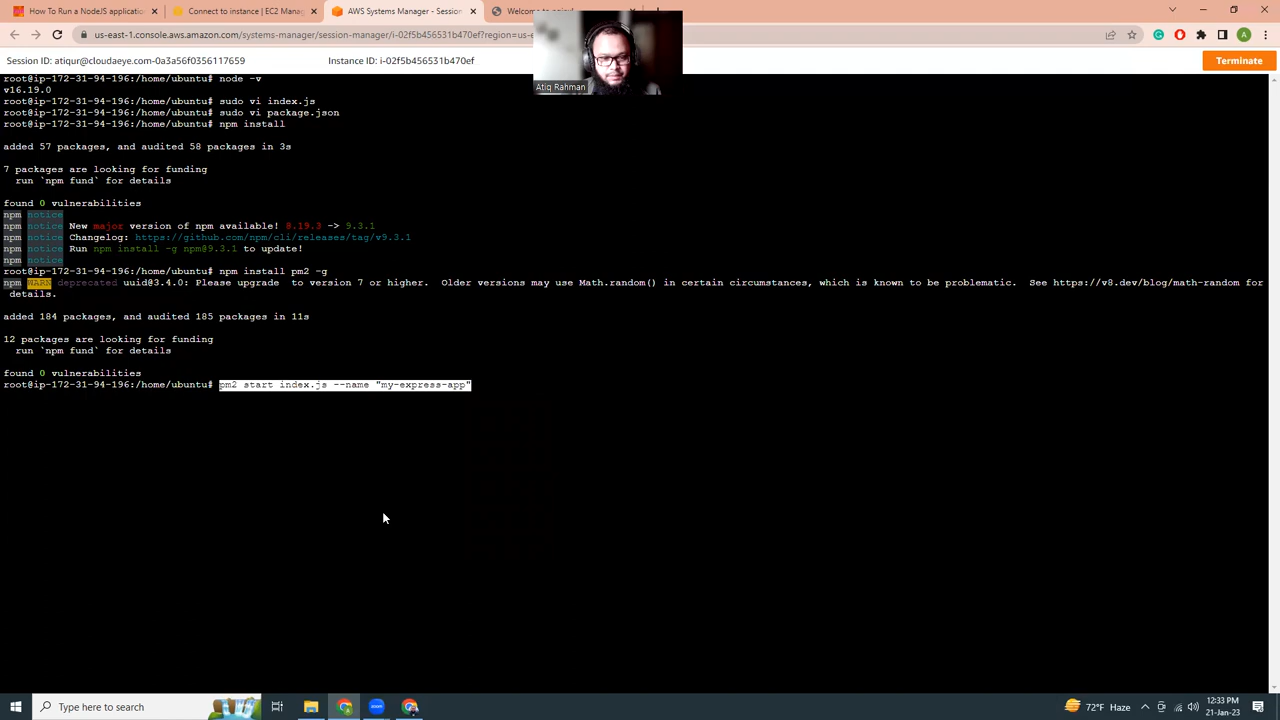 How To Run a NodeJS application
Connect to instance | EC2 Manag
AWS Systems Manager - Session
Welcome to
us-east-1.console.aws.amazon.com/systems-manager/session-manager/i-02f5b456531b470ef?region=us-e
A
Session ID: atiqur@cloudaeye.com-0a3a56f0356117659
Instance ID: i-02f5b456531b470ef
Terminate
Atiq Rahman
root@ip-172-31-94-196:/home/ubuntu# node -v
v16.19.0
root@ip-172-31-94-196:/home/ubuntu# sudo vi index.js
root@ip-172-31-94-196:/home/ubuntu# sudo vi package.json
root@ip-172-31-94-196:/home/ubuntu# npm install
added 57 packages, and audited 58 packages in 3s
7 packages are looking for funding
run `npm fund` for details
found 0 vulnerabilities
npm notice
npm notice New major version of npm available! 8.19.3 -> 9.3.1
npm notice Changelog: https://github.com/npm/cli/releases/tag/v9.3.1
npm notice Run npm install -g npm@9.3.1 to update!
npm notice
root@ip-172-31-94-196:/home/ubuntu# npm install pm2 -g
npm WARN deprecated uuid@3.4.0: Please upgrade  to version 7 or higher.  Older versions may use Math.random() in certain circumstances, which is known to be problematic.  See https://v8.dev/blog/math-random for
details.
added 184 packages, and audited 185 packages in 11s
12 packages are looking for funding
run `npm fund` for details
found 0 vulnerabilities
root@ip-172-31-94-196:/home/ubuntu# pm2 start index.js --name "my-express-app"
Type here to search
zoom
72°F Haze
12:33 PM
21-Jan-23